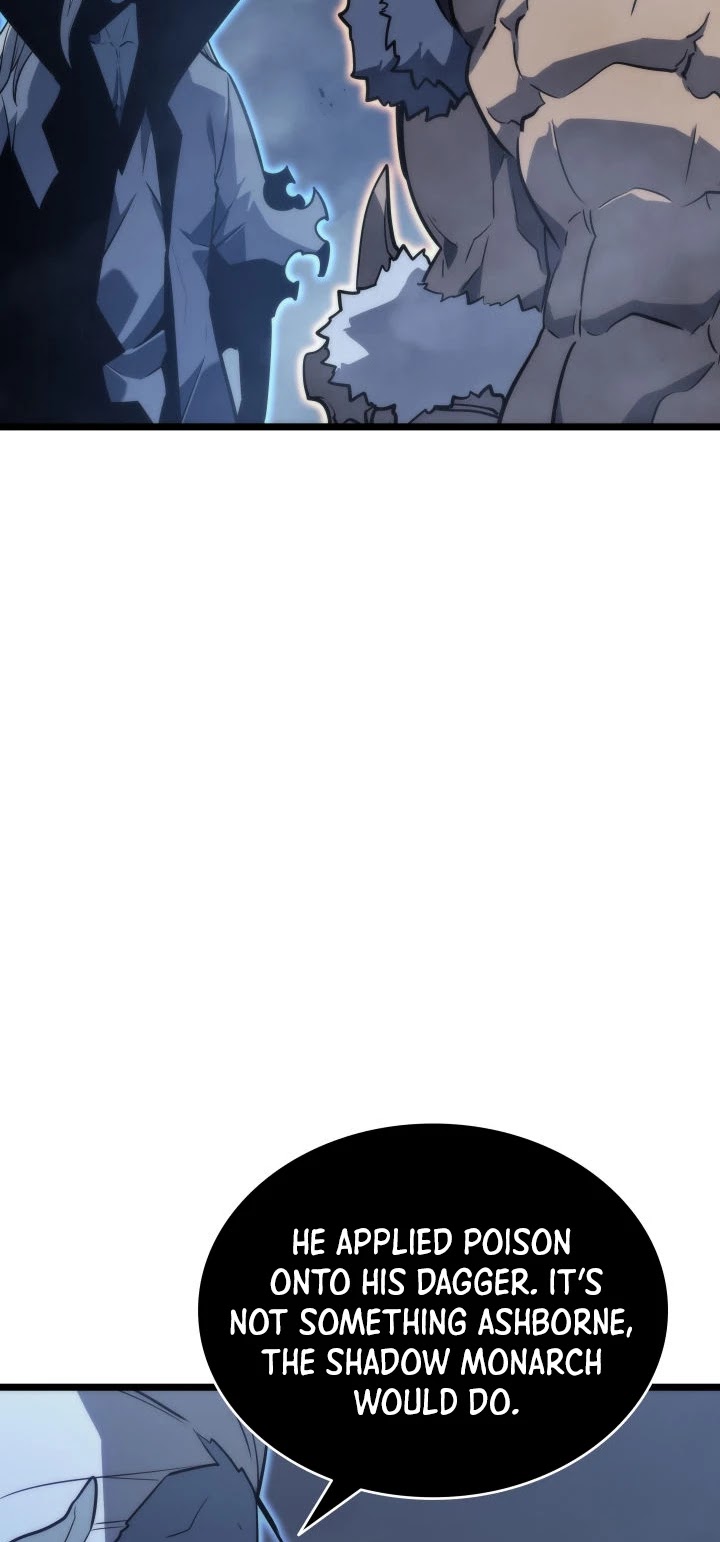 HE APPLIED POISON
ONTO HIS DAGGER. IT'S
NOT SOMETHING ASHBORNE,
THE SHADOW MONARCH
WOULD DO.